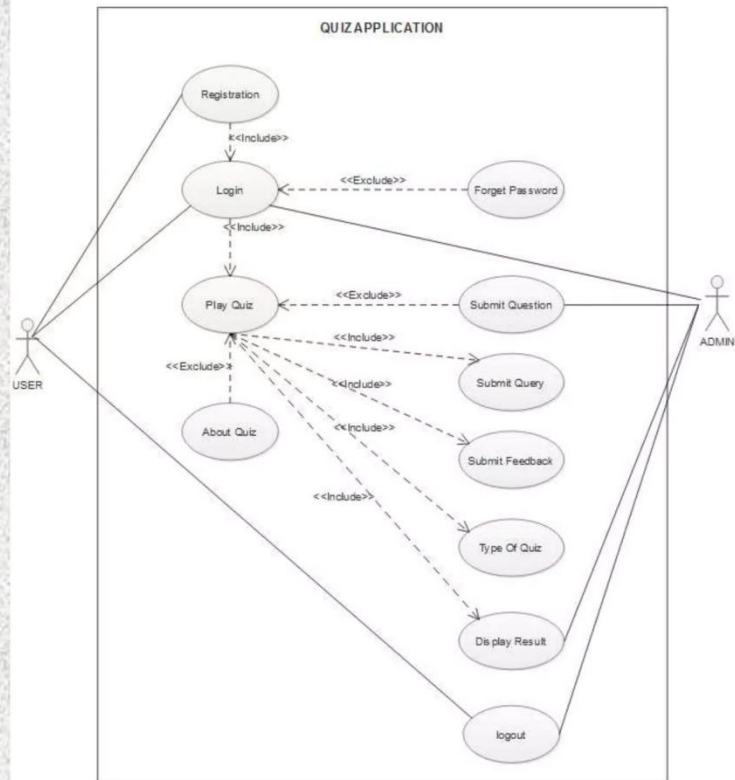 QUIZAPPLICATION
Registration
<<Include>>
Login
<<Exclude>>
Forget Password
<<Include>>
Play Quiz
<<Exclude>>
Submit Question
ADMIN
<<Include>>
USER
<<Exclude>>
<<Include>>
Submit Query
About Quiz
<<Include>>
Submit Feedback
<<Include>>
Type Of Quiz
Display Result
logout